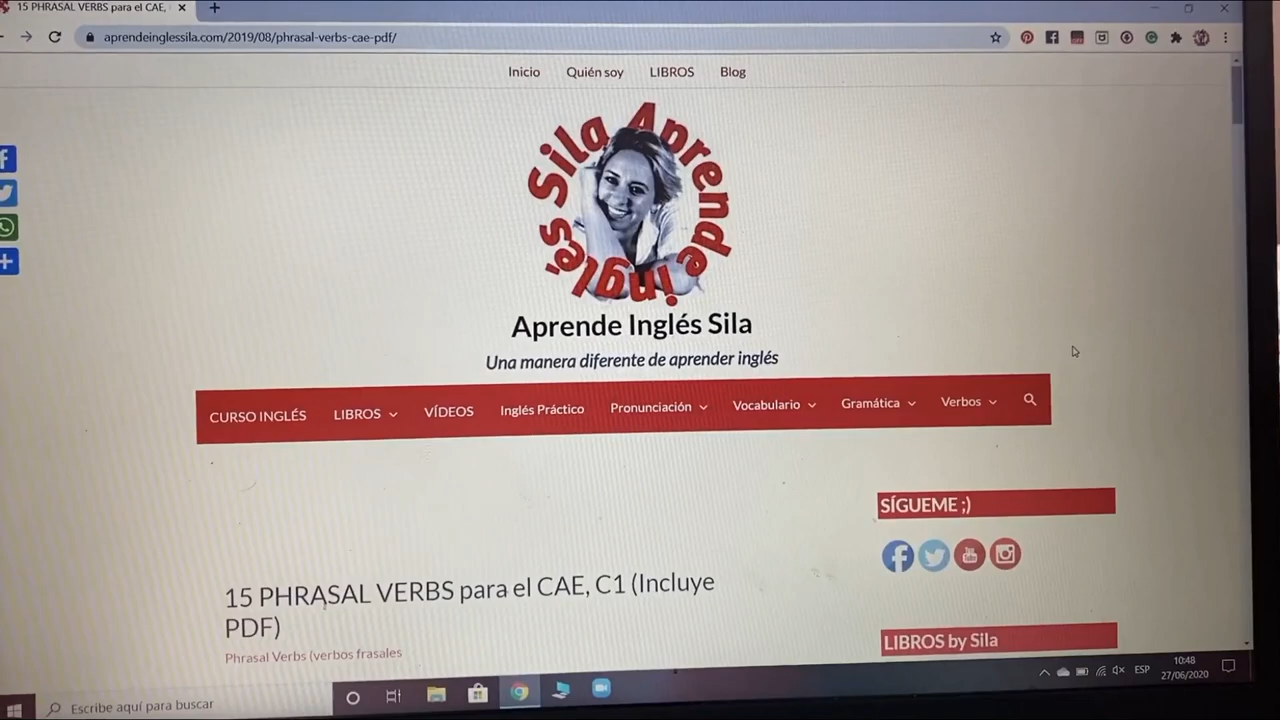 15 PHRASAL VERBS para el CAE,
aprendeinglessila.com/2019/08/phrasal-verbs-cae-pdf/
Inicio Quién soy LIBROS Blog
Aprende inglés Sila
Aprende Inglés Sila
Una manera diferente de aprender inglés
CURSO INGLÉS LIBROS VÍDEOS Inglés Práctico Pronunciación Vocabulario Gramática Verbos
SÍGUEME ;)
15 PHRASAL VERBS para el CAE, C1 (Incluye
PDF)
Phrasal Verbs (verbos frasales
LIBROS by Sila
Escribe aquí para buscar
ESP
10:48
27/06/2020